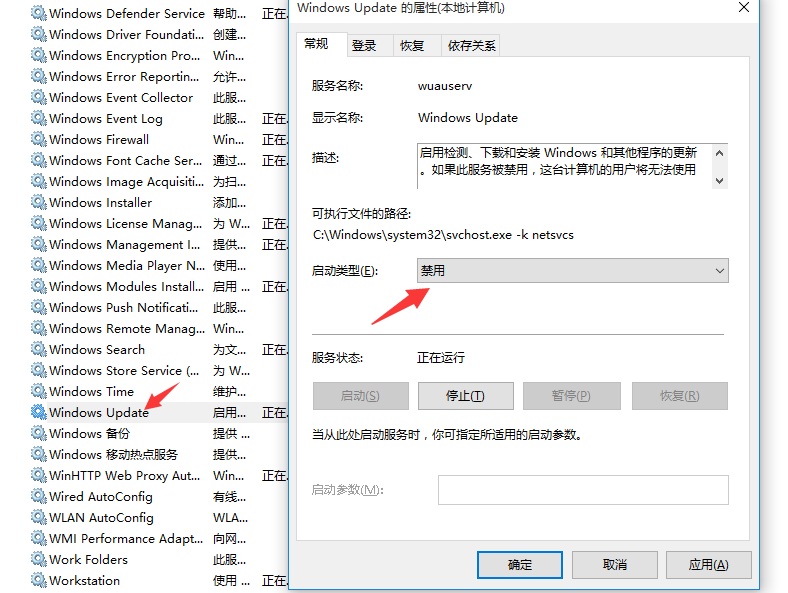 Windows Defender Service 帮助... 正在.
Windows Driver Foundati... 创建...
Windows Encryption Pro... Win...
Windows Error Reportin... 允许...
Windows Event Collector 此服...
Windows Event Log 此服... 正在.
Windows Firewall Win... 正在.
Windows Font Cache Ser... 通过... 正在.
Windows Image Acquisiti... 为扫...
Windows Installer 添加...
Windows License Manag... 为 W... 正在.
Windows Management I... 提供... 正在.
Windows Media Player N... 使用...
Windows Modules Install... 启用 ... 正在.
Windows Push Notificati... 此服...
Windows Remote Manag... Win...
Windows Search 为文... 正在.
Windows Store Service (... 为 W...
Windows Time 维护...
Windows Update 启用... 正在.
Windows 备份 提供 ...
Windows 移动热点服务 提供...
WinHTTP Web Proxy Aut... Win... 正在.
Wired AutoConfig 有线...
WLAN AutoConfig WLA...
WMI Performance Adapt... 向网...
Work Folders 此服...
Workstation 使用 ... 正在.
Windows Update 的属性(本地计算机)
常规 登录 恢复 依存关系
服务名称: wuauserv
显示名称: Windows Update
描述: 启用检测、下载和安装 Windows 和其他程序的更新
。如果此服务被禁用，这台计算机的用户将无法使用
可执行文件的路径:
C:\Windows\system32\svchost.exe -k netsvcs
启动类型(E): 禁用
服务状态: 正在运行
启动(S) 停止(T) 暂停(P) 恢复(R)
当从此处启动服务时，你可指定所适用的启动参数。
启动参数(M):
确定 取消 应用(A)